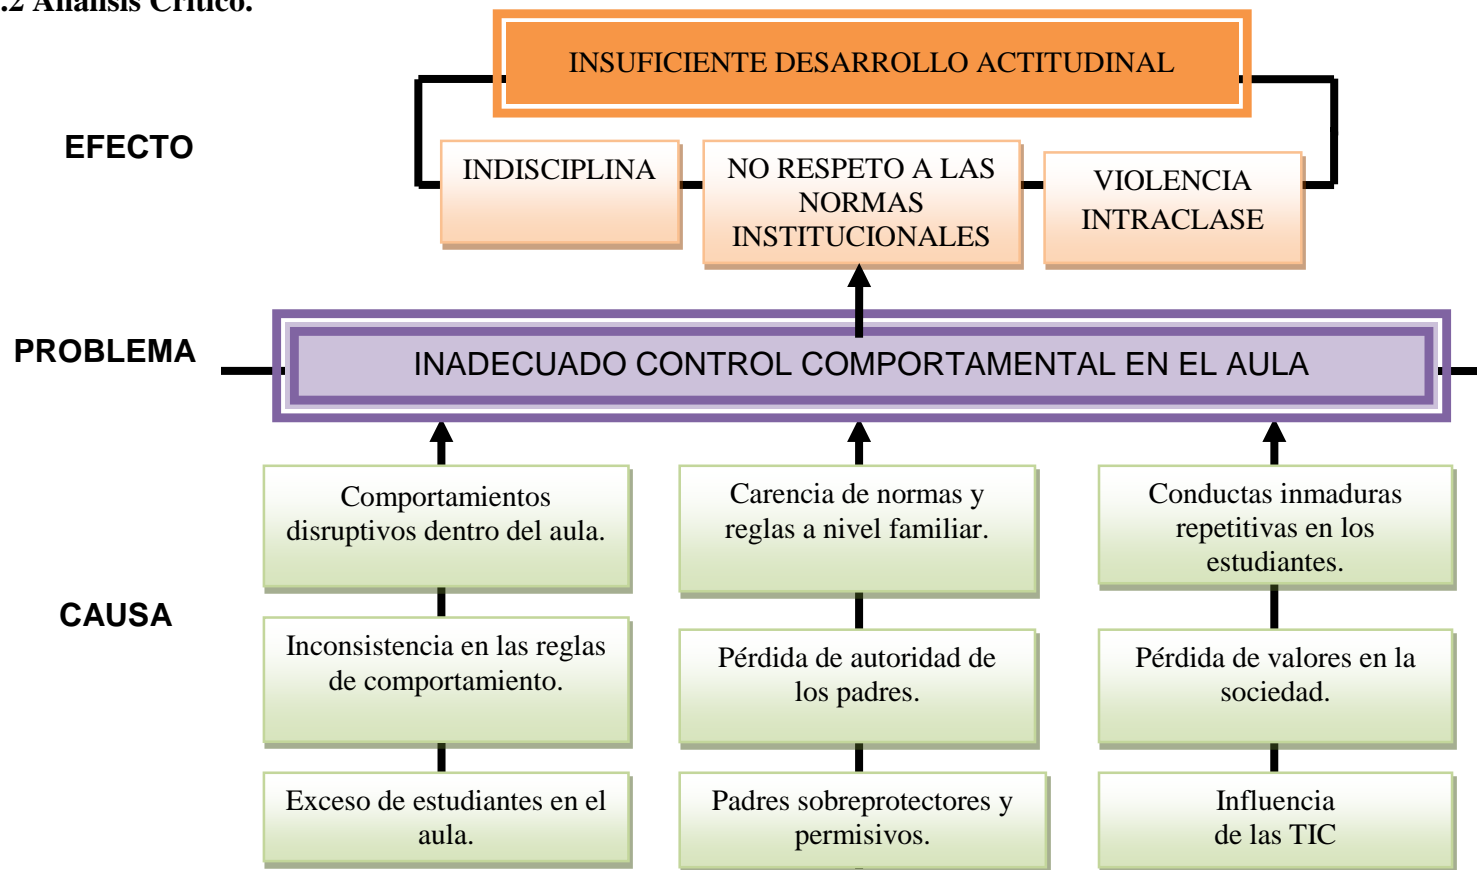 .2 Análisis Crítico.
INSUFICIENTE DESARROLLO ACTITUDINAL
EFECTO
INDISCIPLINA
NO RESPETO A LAS
NORMAS
INSTITUCIONALES
VIOLENCIA
INTRACLASE
PROBLEMA
INADECUADO CONTROL COMPORTAMENTAL EN EL AULA
CAUSA
Comportamientos
disruptivos dentro del aula.
Carencia de normas y
reglas a nivel familiar.
Conductas inmaduras
repetitivas en los
estudiantes.
Inconsistencia en las reglas
de comportamiento.
Pérdida de autoridad de
los padres.
Pérdida de valores en la
sociedad.
Exceso de estudiantes en el
aula.
Padres sobreprotectores y
permisivos.
Influencia
de las TIC